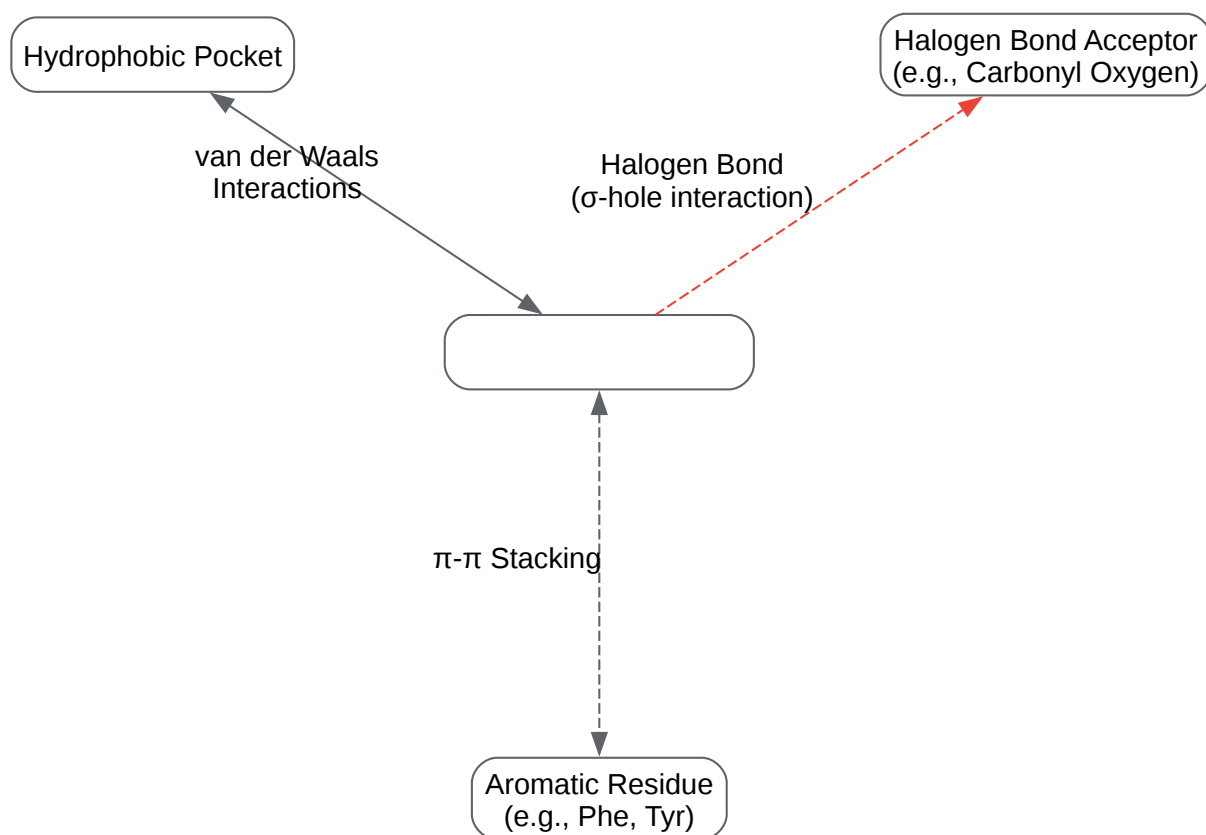 Hydrophobic Pocket
Halogen Bond Acceptor
(e.g., Carbonyl Oxygen)
van der Waals
Interactions
Halogen Bond
(σ-hole interaction)
π-π Stacking
Aromatic Residue
(e.g., Phe, Tyr)